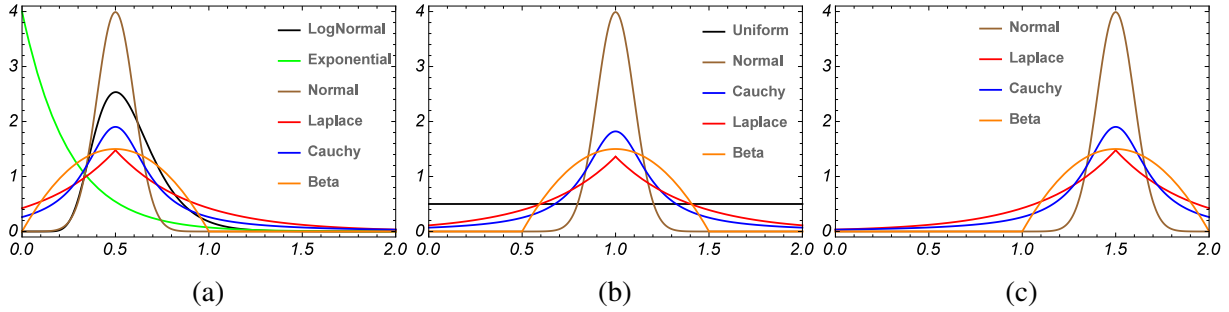 4
3
2
1
0
0.0 0.5 1.0 1.5 2.0
LogNormal
Exponential
Normal
Laplace
Cauchy
Beta
(a)
4
3
2
1
0
0.0 0.5 1.0 1.5 2.0
Uniform
Normal
Cauchy
Laplace
Beta
(b)
4
3
2
1
0
0.0 0.5 1.0 1.5 2.0
Normal
Laplace
Cauchy
Beta
(c)